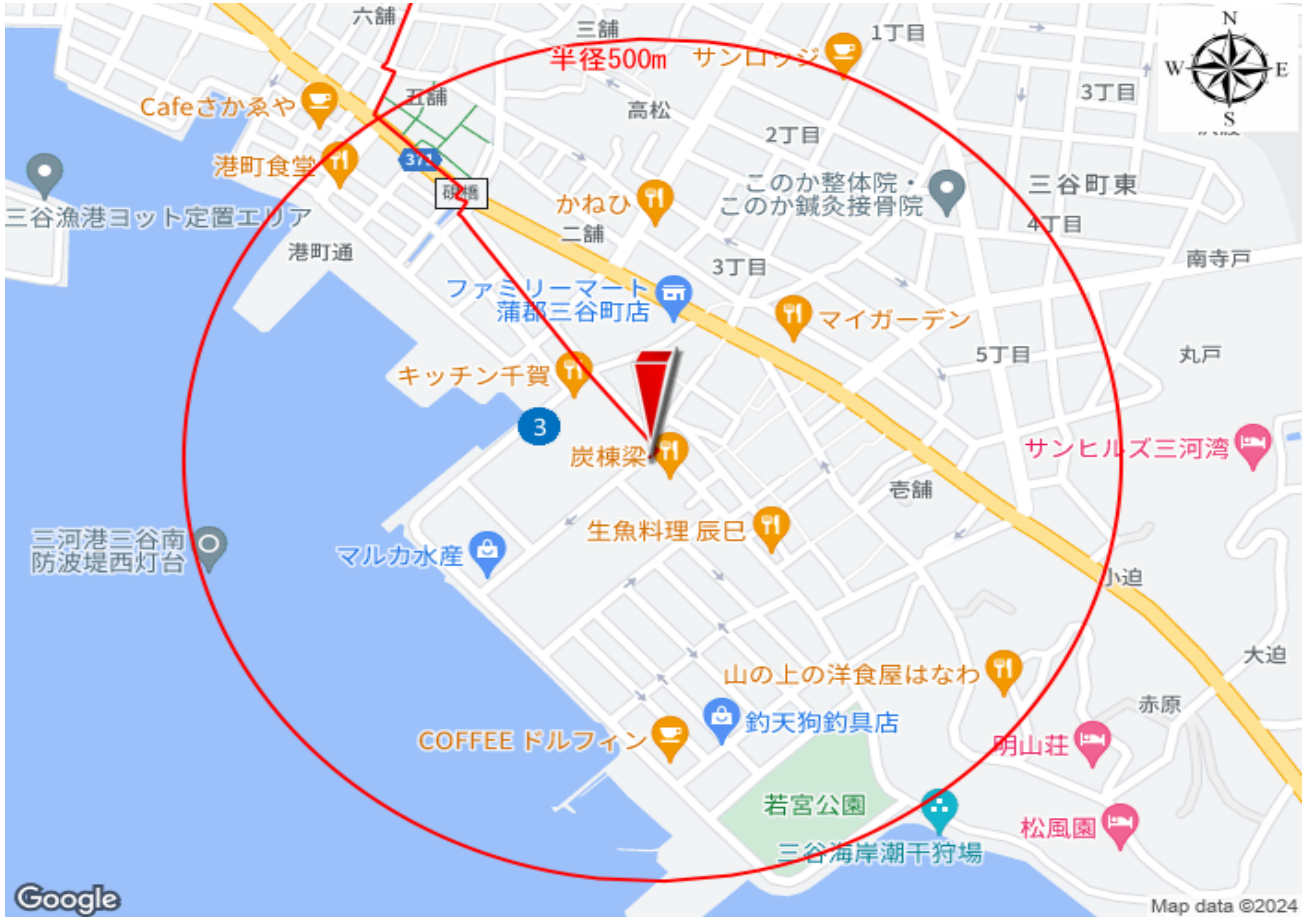 六舗
三舗
半径500m
サンロッジ
1丁目
N
W
E
S
3丁目
Cafeさかゑや
五舗
高松
2丁目
港町食堂
371
硯橋
かねひ
このか整体院・
このか鍼灸接骨院
三谷町東
4丁目
三谷漁港ヨット定置エリア
港町通
二舗
3丁目
南寺戸
ファミリーマート
蒲郡三谷町店
マイガーデン
5丁目
丸戸
キッチン千賀
3
炭棟梁
サンヒルズ三河湾
壱舗
三河港三谷南
防波堤西灯台
マルカ水産
生魚料理 辰巳
小迫
大迫
山の上の洋食屋はなわ
赤原
COFFEE ドルフィン
釣天狗釣具店
明山荘
若宮公園
松風園
三谷海岸潮干狩場
Google
Map data ©2024